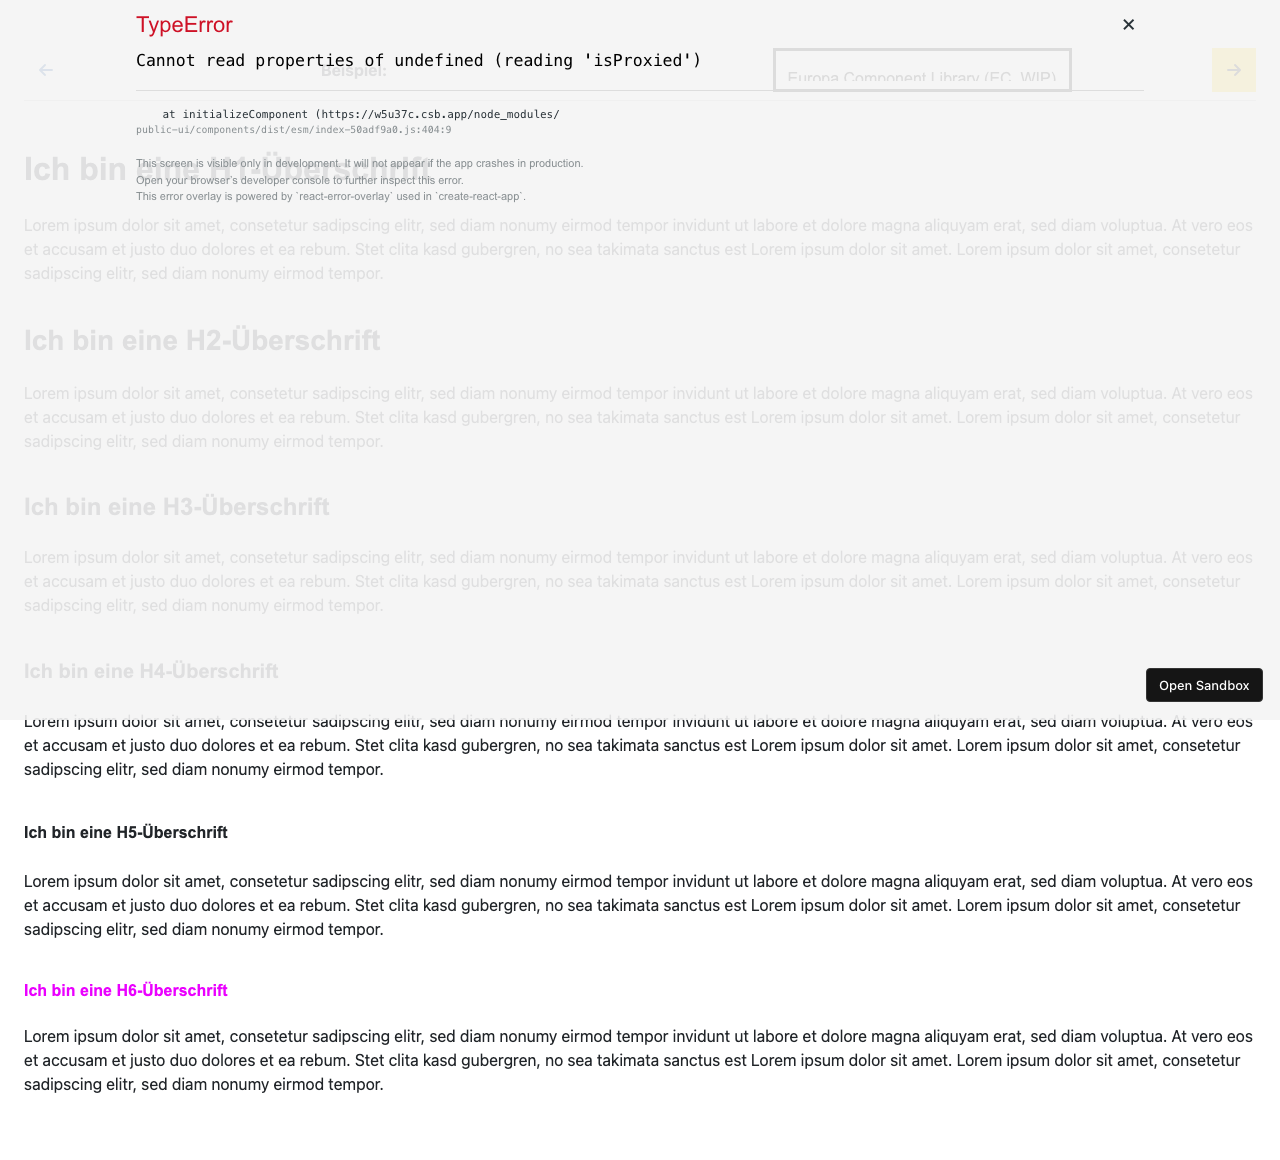 TypeError
Cannot read properties of undefined (reading 'isProxied')
Beispiel:
Europa Component Library (EC, WIP)
at initializeComponent (https://w5u37c.csb.app/node_modules/
public-ui/components/dist/esm/index-50adf9a0.js:404:9
Ich bin eine H1-Überschrift
This screen is visible only in development. It will not appear if the app crashes in production.
Open your browser's developer console to further inspect this error.
This error overlay is powered by `react-error-overlay` used in `create-react-app`.
Lorem ipsum dolor sit amet, consetetur sadipscing elitr, sed diam nonumy eirmod tempor invidunt ut labore et dolore magna aliquyam erat, sed diam voluptua. At vero eos
et accusam et justo duo dolores et ea rebum. Stet clita kasd gubergren, no sea takimata sanctus est Lorem ipsum dolor sit amet. Lorem ipsum dolor sit amet, consetetur
sadipscing elitr, sed diam nonumy eirmod tempor.
Ich bin eine H2-Überschrift
Lorem ipsum dolor sit amet, consetetur sadipscing elitr, sed diam nonumy eirmod tempor invidunt ut labore et dolore magna aliquyam erat, sed diam voluptua. At vero eos
et accusam et justo duo dolores et ea rebum. Stet clita kasd gubergren, no sea takimata sanctus est Lorem ipsum dolor sit amet. Lorem ipsum dolor sit amet, consetetur
sadipscing elitr, sed diam nonumy eirmod tempor.
Ich bin eine H3-Überschrift
Lorem ipsum dolor sit amet, consetetur sadipscing elitr, sed diam nonumy eirmod tempor invidunt ut labore et dolore magna aliquyam erat, sed diam voluptua. At vero eos
et accusam et justo duo dolores et ea rebum. Stet clita kasd gubergren, no sea takimata sanctus est Lorem ipsum dolor sit amet. Lorem ipsum dolor sit amet, consetetur
sadipscing elitr, sed diam nonumy eirmod tempor.
Ich bin eine H4-Überschrift
Open Sandbox
Lorem ipsum dolor sit amet, consetetur sadipscing elitr, sed diam nonumy eirmod tempor invidunt ut labore et dolore magna aliquyam erat, sed diam voluptua. At vero eos
et accusam et justo duo dolores et ea rebum. Stet clita kasd gubergren, no sea takimata sanctus est Lorem ipsum dolor sit amet. Lorem ipsum dolor sit amet, consetetur
sadipscing elitr, sed diam nonumy eirmod tempor.
Ich bin eine H5-Überschrift
Lorem ipsum dolor sit amet, consetetur sadipscing elitr, sed diam nonumy eirmod tempor invidunt ut labore et dolore magna aliquyam erat, sed diam voluptua. At vero eos
et accusam et justo duo dolores et ea rebum. Stet clita kasd gubergren, no sea takimata sanctus est Lorem ipsum dolor sit amet. Lorem ipsum dolor sit amet, consetetur
sadipscing elitr, sed diam nonumy eirmod tempor.
Ich bin eine H6-Überschrift
Lorem ipsum dolor sit amet, consetetur sadipscing elitr, sed diam nonumy eirmod tempor invidunt ut labore et dolore magna aliquyam erat, sed diam voluptua. At vero eos
et accusam et justo duo dolores et ea rebum. Stet clita kasd gubergren, no sea takimata sanctus est Lorem ipsum dolor sit amet. Lorem ipsum dolor sit amet, consetetur
sadipscing elitr, sed diam nonumy eirmod tempor.